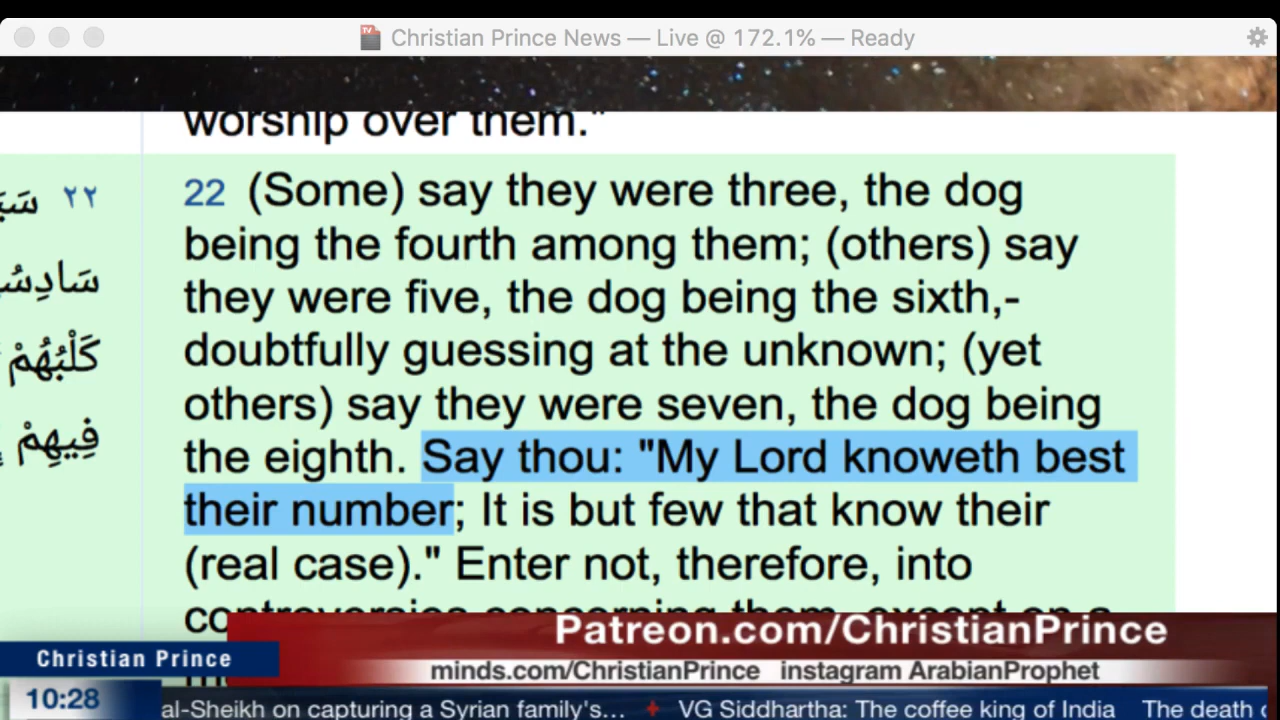 Christian Prince News — Live @ 172.1% — Ready
worship over them."
٢٢
22 (Some) say they were three, the dog
being the fourth among them; (others) say
سَادِسُ
they were five, the dog being the sixth,-
كَلْبُهُمْ
doubtfully guessing at the unknown; (yet
others) say they were seven, the dog being
فِيهِمْ
the eighth. Say thou: "My Lord knoweth best
their number; It is but few that know their
(real case)." Enter not, therefore, into
controversies concerning them, except on a
Patreon.com/ChristianPrince
Christian Prince
minds.com/ChristianPrince instagram ArabianProphet
10:28
al-Sheikh on capturing a Syrian family's... VG Siddhartha: The coffee king of India The death